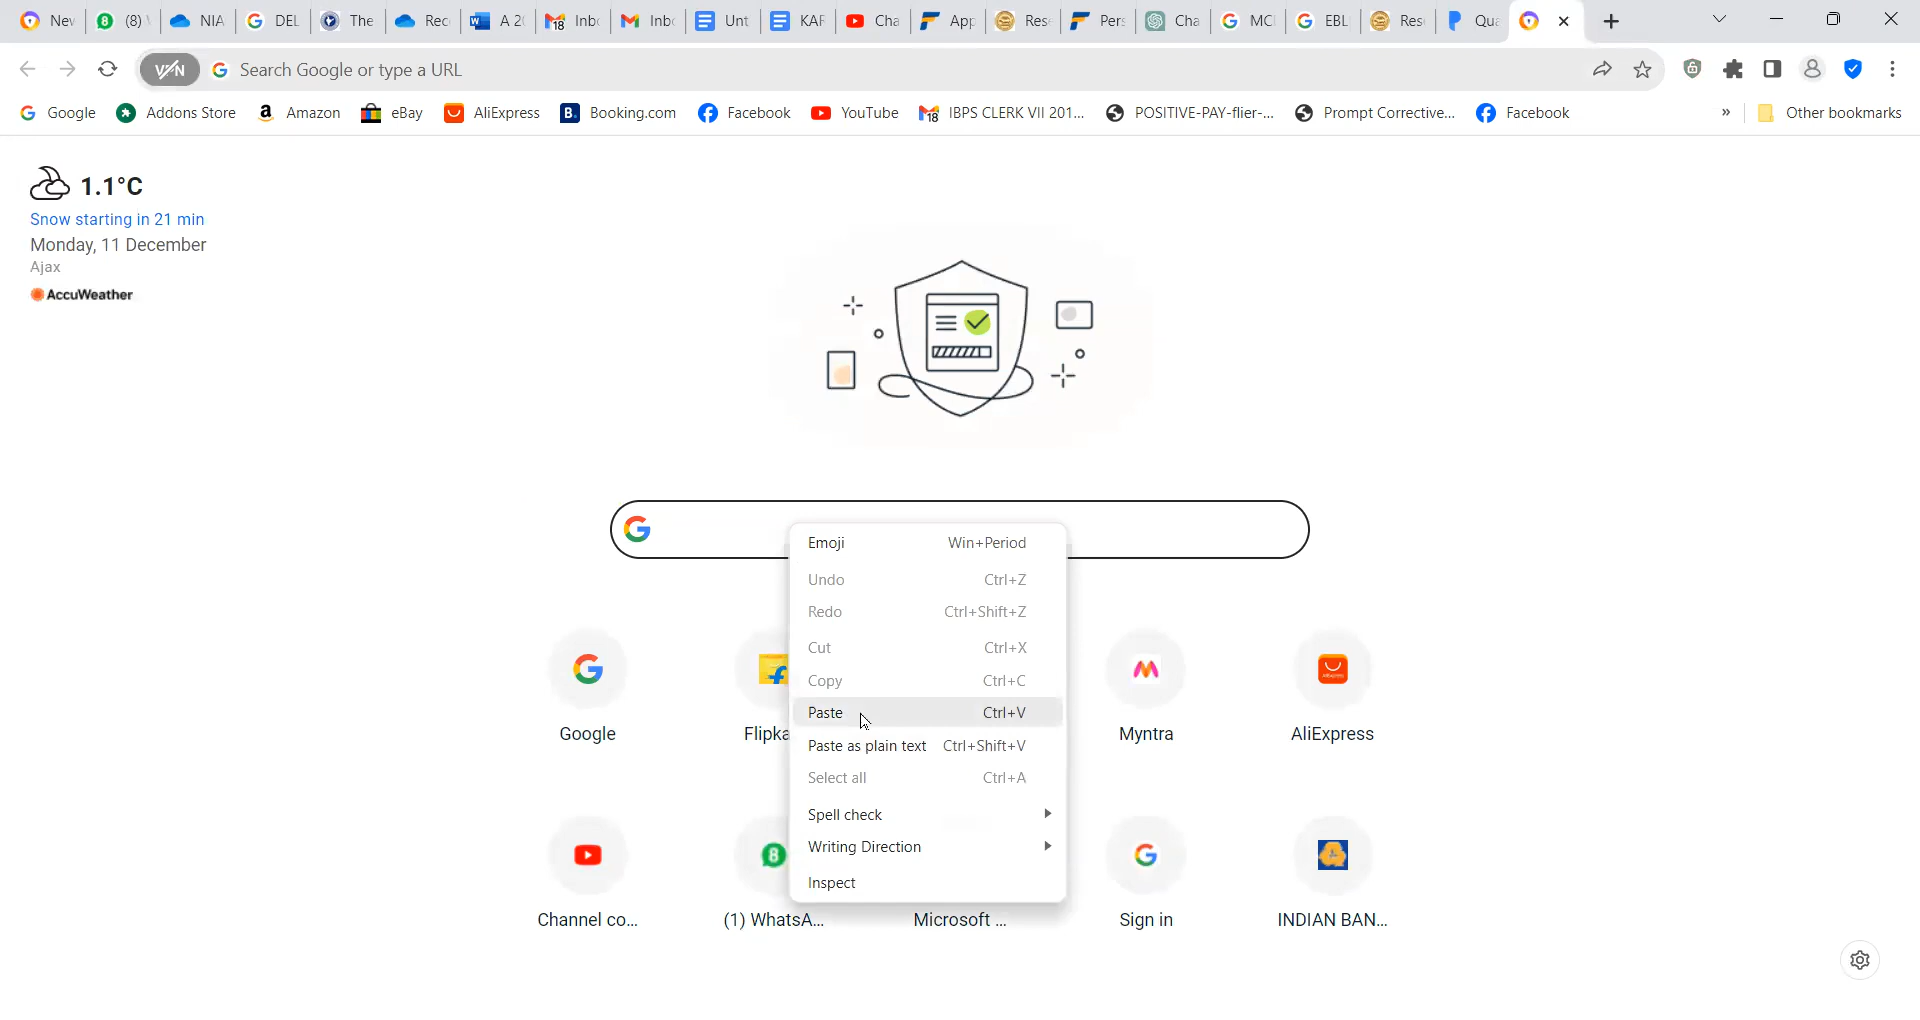 Nev (8) \ NIA DEL The Rec A 2( Inbc Inbc Unt KAF Cha App Res Pers Cha MCI EBL Res Qua
VPN Search Google or type a URL
Google Addons Store Amazon eBay AliExpress Booking.com Facebook YouTube IBPS CLERK VII 201... POSITIVE-PAY-flier-... Prompt Corrective... Facebook » Other bookmarks
1.1°C
Snow starting in 21 min
Monday, 11 December
Ajax
AccuWeather
Emoji Win+Period
Undo Ctrl+Z
Redo Ctrl+Shift+Z
Cut Ctrl+X
Copy Ctrl+C
Paste Ctrl+V
Paste as plain text Ctrl+Shift+V
Select all Ctrl+A
Spell check
Writing Direction
Inspect
Google Flipka Myntra AliExpress
Channel co... (1) WhatsA... Microsoft ... Sign in INDIAN BAN...